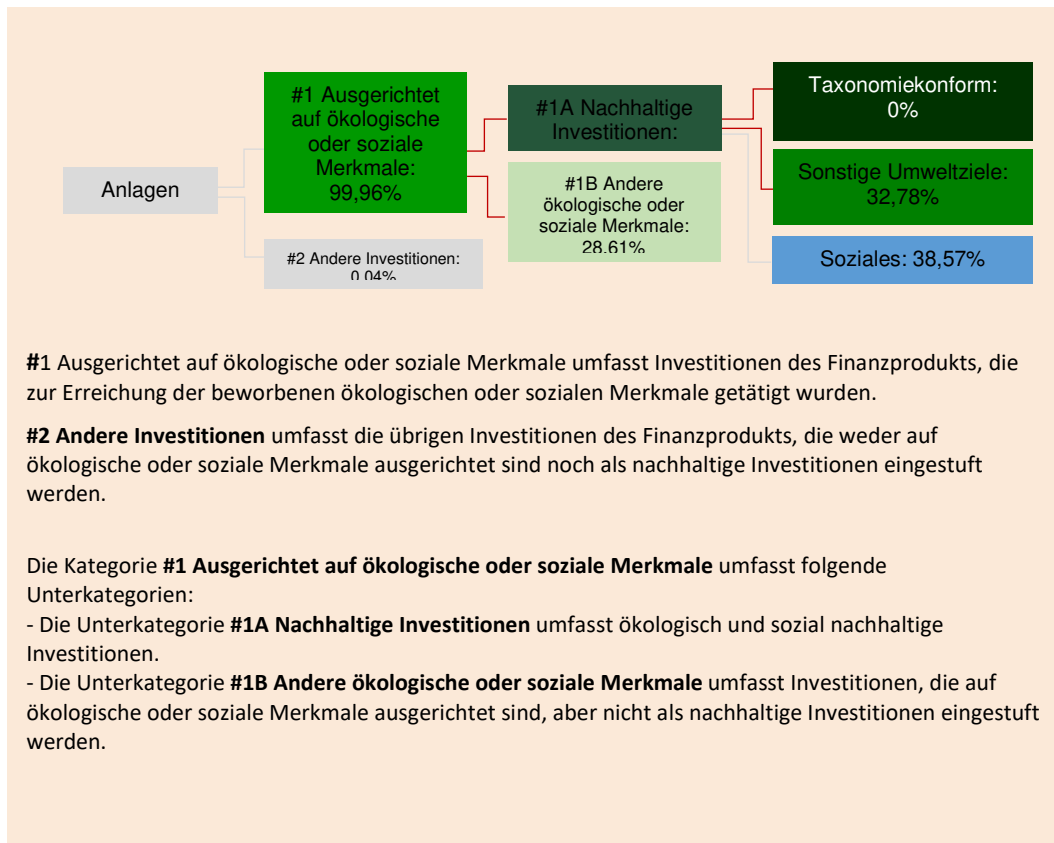 Anlagen
#1 Ausgerichtet
auf ökologische
oder soziale
Merkmale:
99,96%
#2 Andere Investitionen:
0,04%
#1A Nachhaltige
Investitionen:
#1B Andere
ökologische oder
soziale Merkmale:
28,61%
Taxonomiekonform:
0%
Sonstige Umweltziele:
32,78%
Soziales: 38,57%
#1 Ausgerichtet auf ökologische oder soziale Merkmale umfasst Investitionen des Finanzprodukts, die
zur Erreichung der beworbenen ökologischen oder sozialen Merkmale getätigt wurden.
#2 Andere Investitionen umfasst die übrigen Investitionen des Finanzprodukts, die weder auf
ökologische oder soziale Merkmale ausgerichtet sind noch als nachhaltige Investitionen eingestuft
werden.
Die Kategorie #1 Ausgerichtet auf ökologische oder soziale Merkmale umfasst folgende
Unterkategorien:
- Die Unterkategorie #1A Nachhaltige Investitionen umfasst ökologisch und sozial nachhaltige
Investitionen.
- Die Unterkategorie #1B Andere ökologische oder soziale Merkmale umfasst Investitionen, die auf
ökologische oder soziale Merkmale ausgerichtet sind, aber nicht als nachhaltige Investitionen eingestuft
werden.